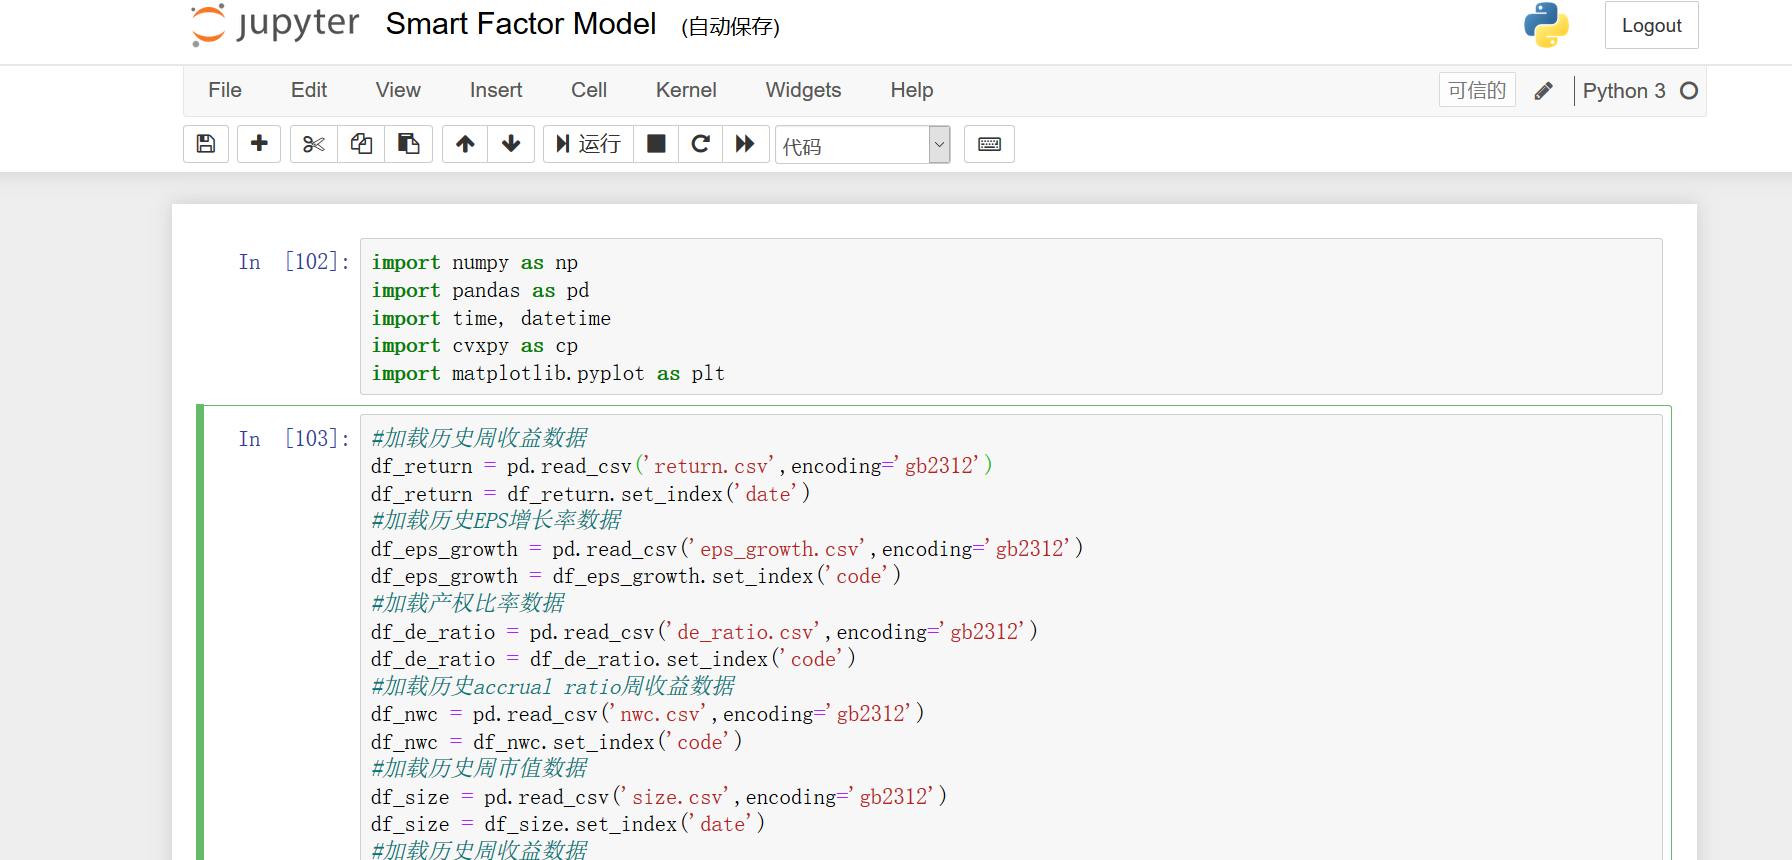 jupyter Smart Factor Model (自动保存) Logout
File Edit View Insert Cell Kernel Widgets Help 可信的 Python 3
运行 代码
In [102]: import numpy as np
import pandas as pd
import time, datetime
import cvxpy as cp
import matplotlib.pyplot as plt
In [103]: #加载历史周收益数据
df_return = pd.read_csv('return.csv',encoding='gb2312')
df_return = df_return.set_index('date')
#加载历史EPS增长率数据
df_eps_growth = pd.read_csv('eps_growth.csv',encoding='gb2312')
df_eps_growth = df_eps_growth.set_index('code')
#加载产权比率数据
df_de_ratio = pd.read_csv('de_ratio.csv',encoding='gb2312')
df_de_ratio = df_de_ratio.set_index('code')
#加载历史accrual ratio周收益数据
df_nwc = pd.read_csv('nwc.csv',encoding='gb2312')
df_nwc = df_nwc.set_index('code')
#加载历史周市值数据
df_size = pd.read_csv('size.csv',encoding='gb2312')
df_size = df_size.set_index('date')
#加载历史周收益数据